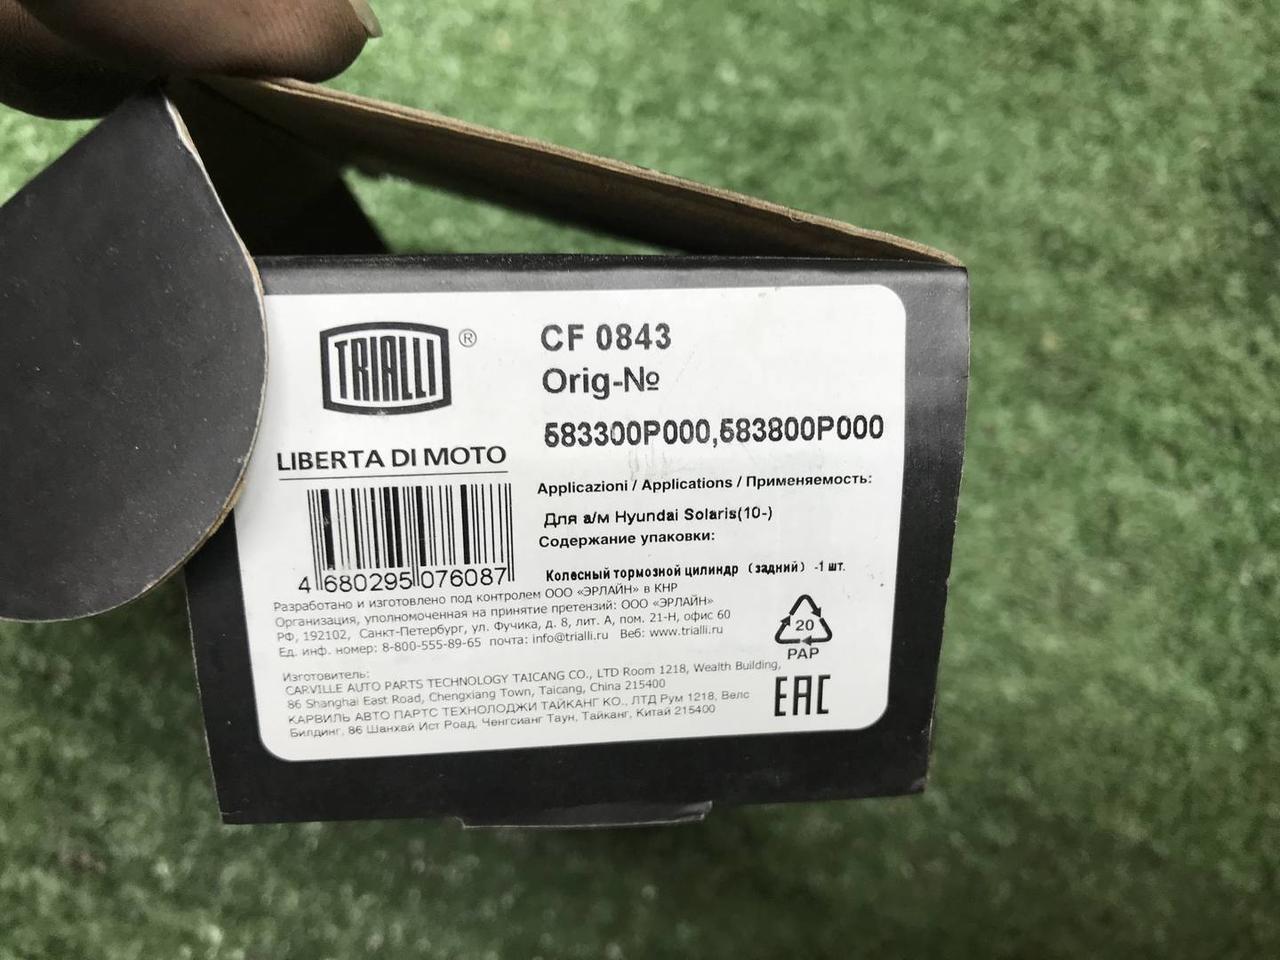 TRIALLI ®
LIBERTA DI MOTO
4 680295 076087
CF 0843
Orig-№
583300P000,583800P000
Applicazioni / Applications / Применяемость:
Для а/м Hyundai Solaris(10-)
Содержание упаковки:
Колесный тормозной цилиндр (задний) -1 шт.
Разработано и изготовлено под контролем ООО «ЭРЛАЙН» в КНР
Организация, уполномоченная на принятие претензий: ООО «ЭРЛАЙН»
РФ, 192102, Санкт-Петербург, ул. Фучика, д. 8, лит. А, пом. 21-Н, офис 60
Ед. инф. номер: 8-800-555-89-65 почта: info@trialli.ru Веб: www.trialli.ru
Изготовитель:
CARVILLE AUTO PARTS TECHNOLOGY TAICANG CO., LTD Room 1218, Wealth Building,
86 Shanghai East Road, Chengxiang Town, Taicang, China 215400
КАРВИЛЬ АВТО ПАРТС ТЕХНОЛОДЖИ ТАЙКАНГ КО., ЛТД Рум 1218, Велс
Билдинг, 86 Шанхай Ист Роад, Ченгсианг Таун, Тайканг, Китай 215400
20
PAP
EAC